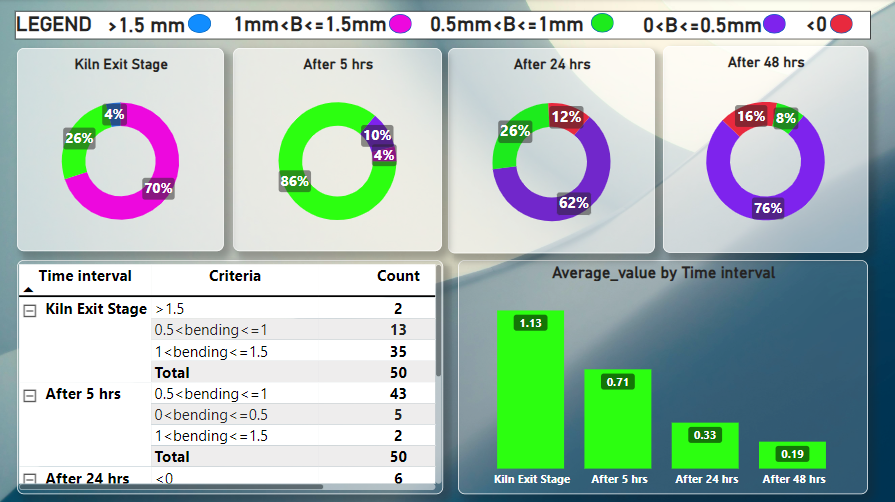 LEGEND >1.5 mm 1mm<B<=1.5mm 0.5mm<B<=1mm 0<B<=0.5mm <0
Kiln Exit Stage
4%
26%
70%
After 5 hrs
10%
4%
86%
After 24 hrs
12%
26%
62%
After 48 hrs
16%
8%
76%
Time interval Criteria Count
Kiln Exit Stage >1.5 2
0.5<bending<=1 13
1<bending<=1.5 35
Total 50
After 5 hrs 0.5<bending<=1 43
0<bending<=0.5 5
1<bending<=1.5 2
Total 50
After 24 hrs <0 6
Average_value by Time interval
1.13
0.71
0.33
0.19
Kiln Exit Stage After 5 hrs After 24 hrs After 48 hrs